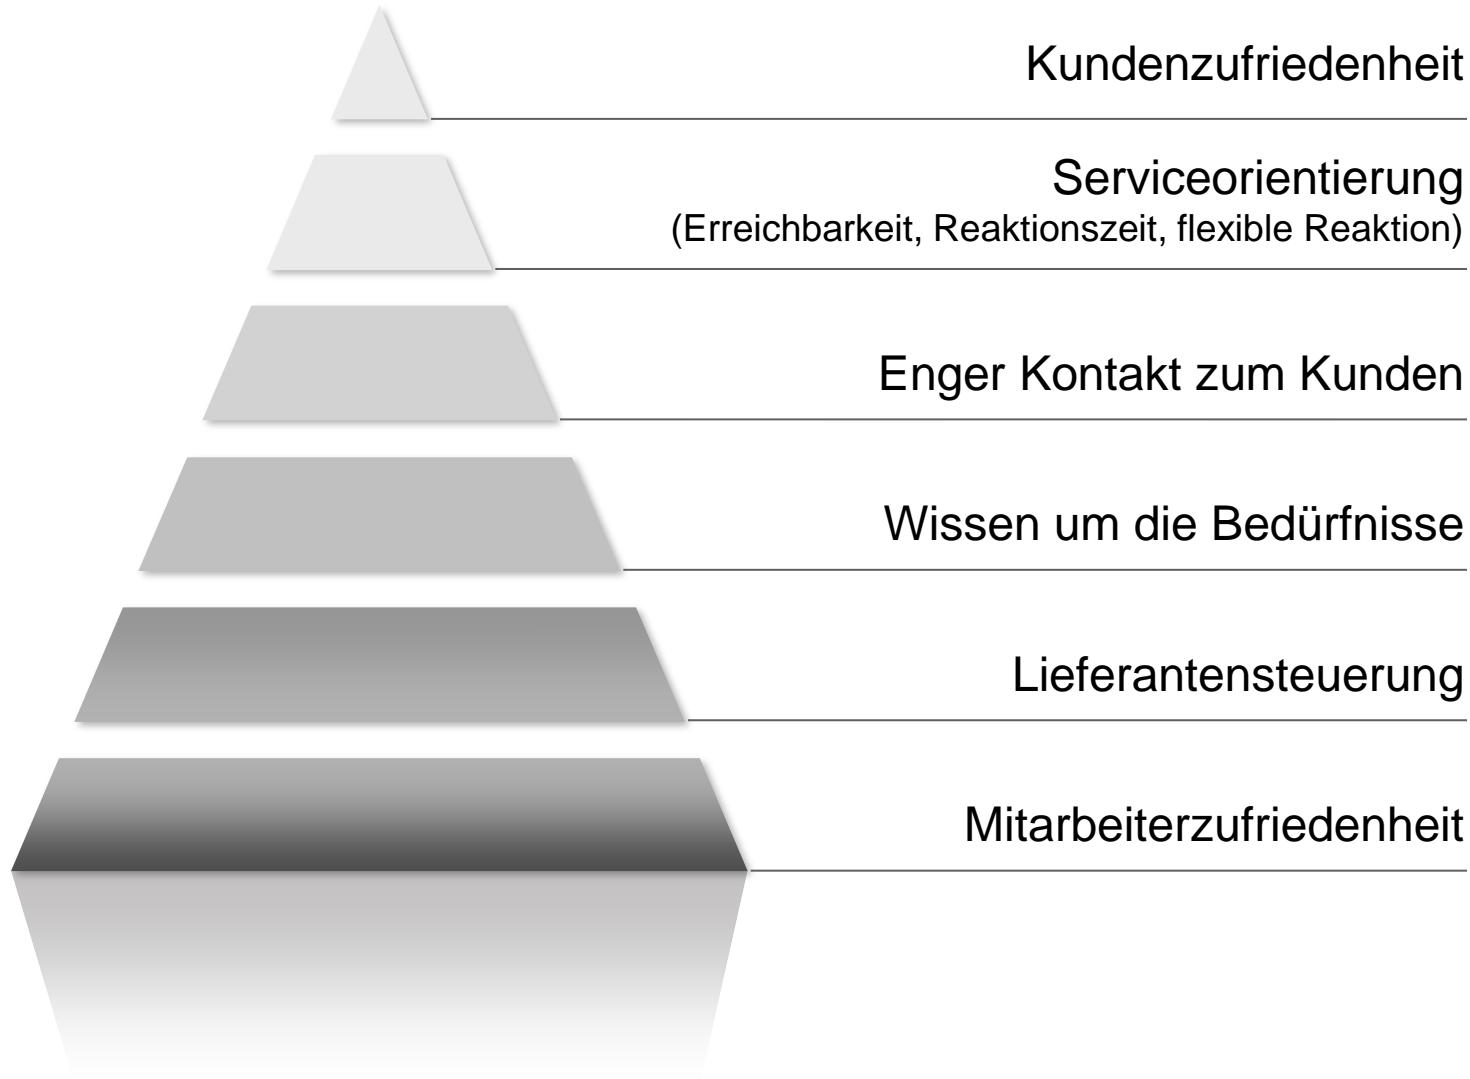 Kundenzufriedenheit
Serviceorientierung
(Erreichbarkeit, Reaktionszeit, flexible Reaktion)
Enger Kontakt zum Kunden
Wissen um die Bedürfnisse
Lieferantensteuerung
Mitarbeiterzufriedenheit